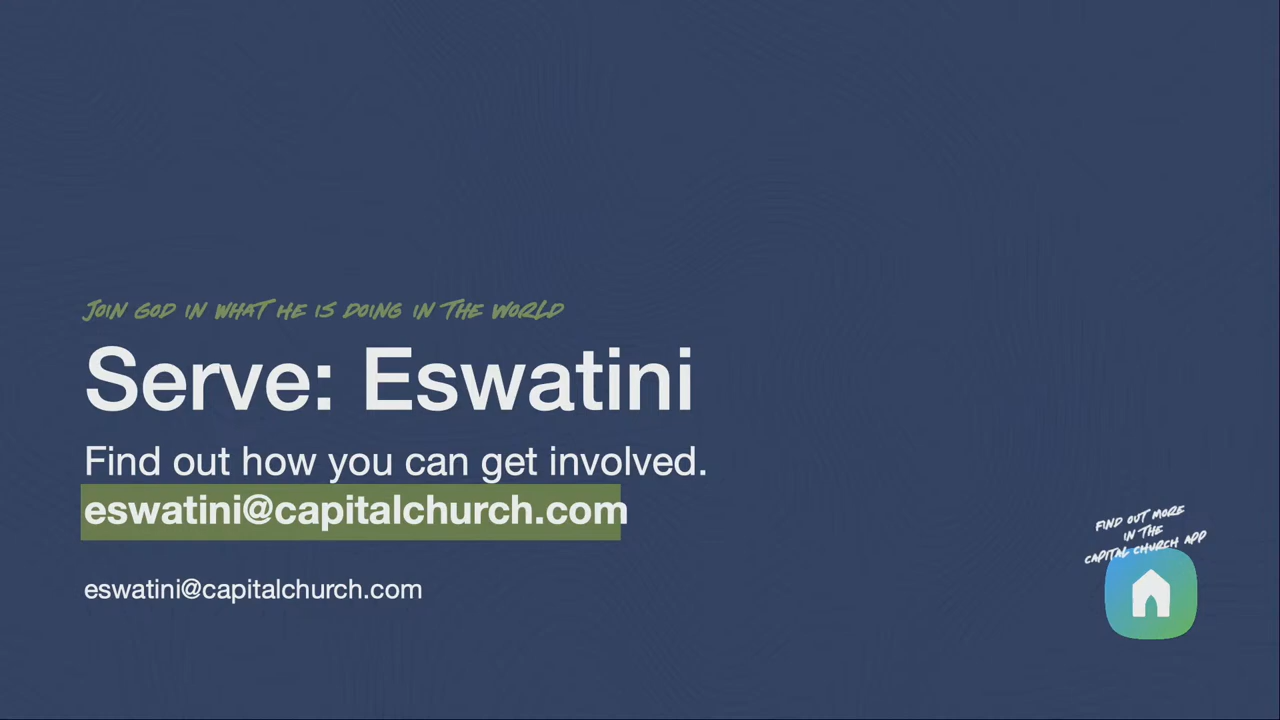 JOIN GOD IN WHAT HE IS DOING IN THE WORLD
Serve: Eswatini
Find out how you can get involved.
eswatini@capitalchurch.com
eswatini@capitalchurch.com
FIND OUT MORE
IN THE
CAPITAL CHURCH APP